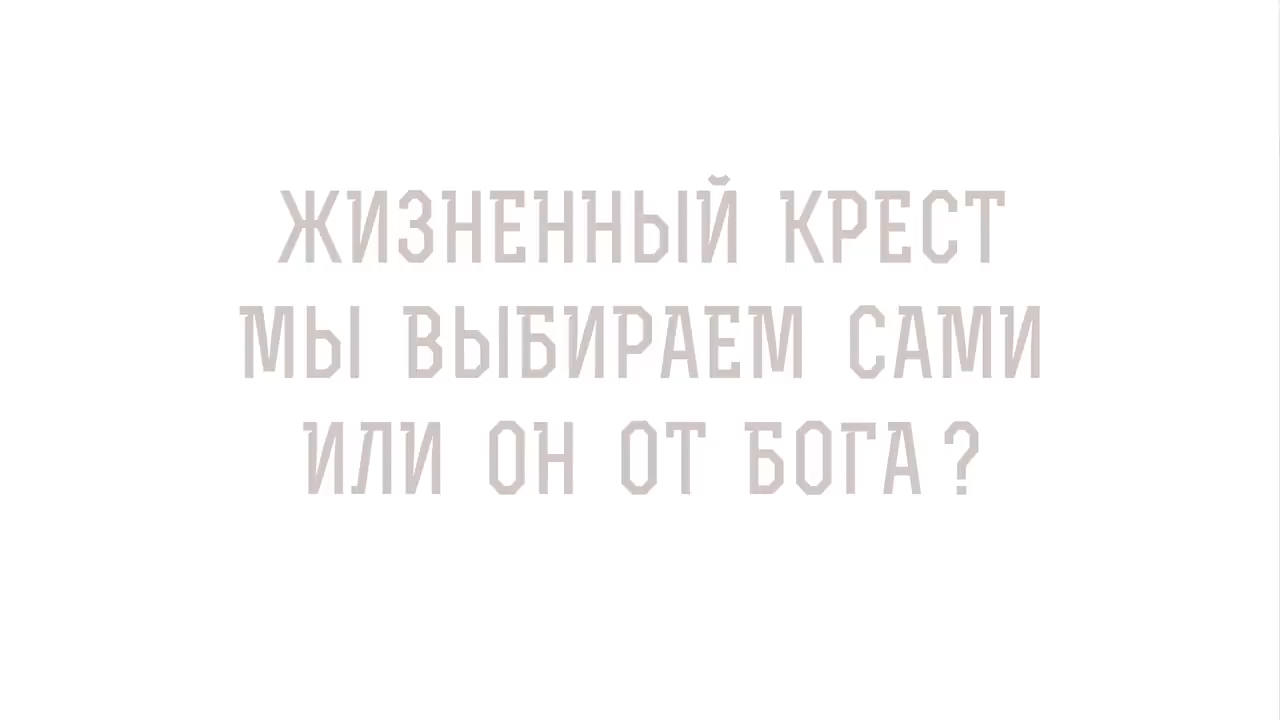 ЖИЗНЕННЫЙ КРЕСТ
МЫ ВЫБИРАЕМ САМИ
ИЛИ ОН ОТ БОГА?